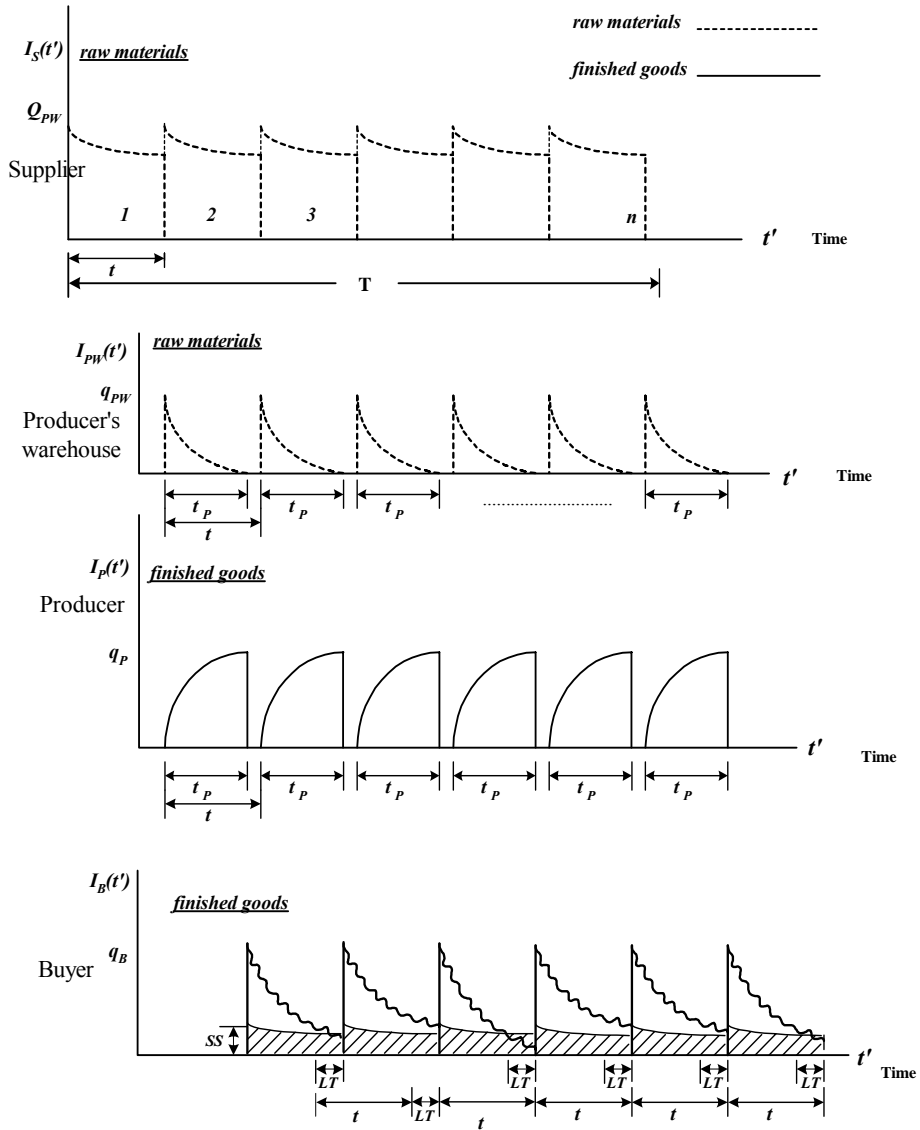 raw materials
finished goods
I_S(t') raw materials
Q_PW
Supplier
1 2 3 n
t' Time
t
T
I_PW(t') raw materials
q_PW
Producer's
warehouse
t' Time
t_P t_P t_P t_P
t ....................
I_P(t') finished goods
Producer
q_P
t' Time
t_P t_P t_P t_P t_P t_P
t
I_B(t')
finished goods
q_B
Buyer
SS
t' Time
LT LT LT LT LT
t LT t t t t